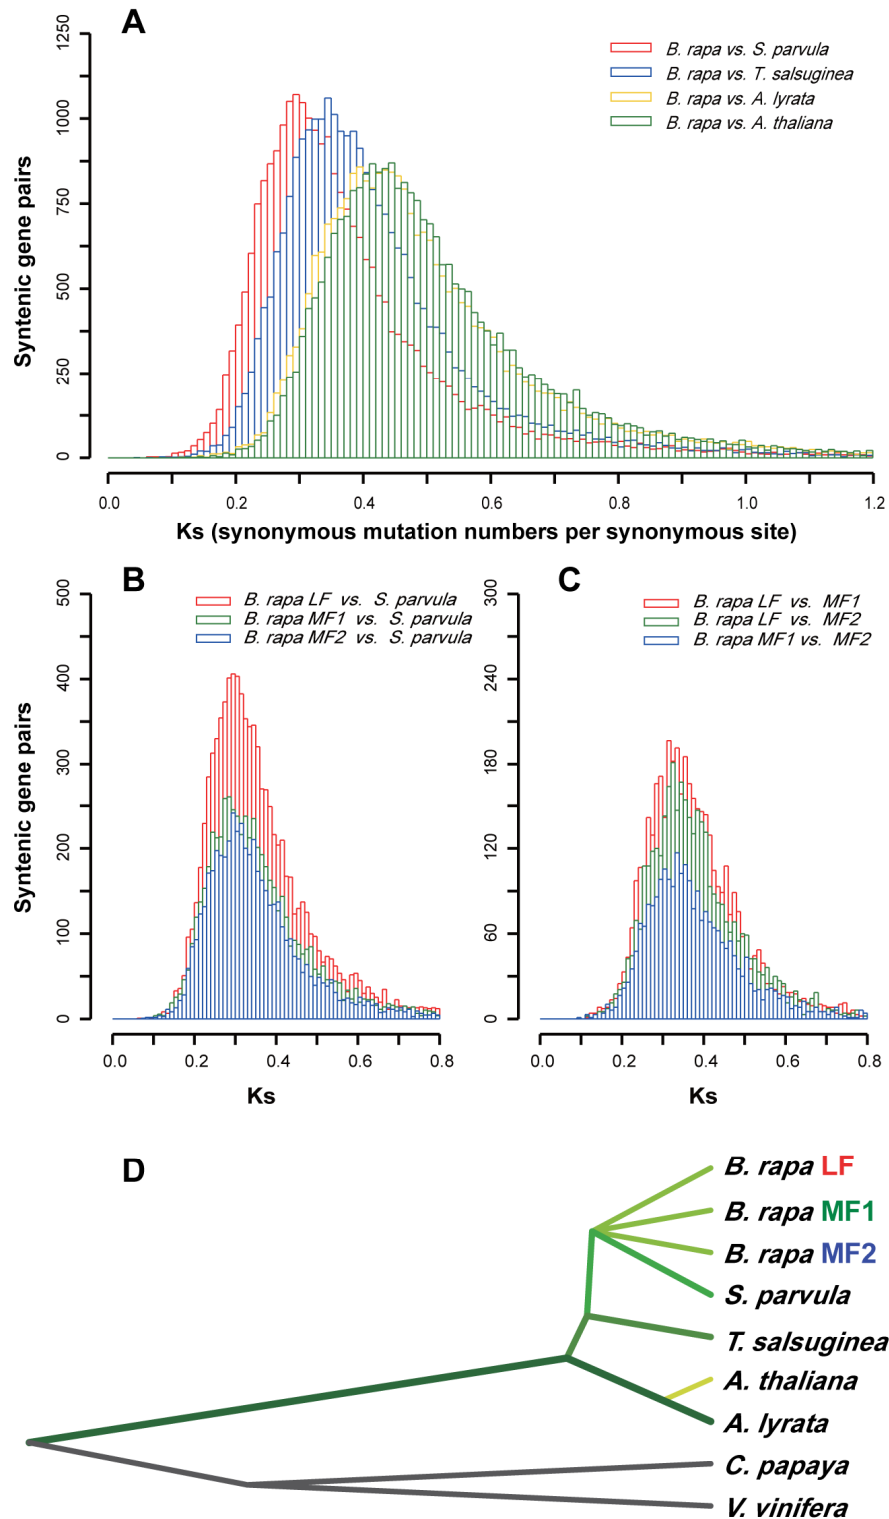 A
B. rapa vs. S. parvula
B. rapa vs. T. salsuginea
B. rapa vs. A. lyrata
B. rapa vs. A. thaliana
Syntenic gene pairs
1250
1000
750
500
250
0
0.0 0.2 0.4 0.6 0.8 1.0 1.2
Ks (synonymous mutation numbers per synonymous site)
B
B. rapa LF vs. S. parvula
B. rapa MF1 vs. S. parvula
B. rapa MF2 vs. S. parvula
Syntenic gene pairs
500
400
300
200
100
0
0.0 0.2 0.4 0.6 0.8
Ks
C
B. rapa LF vs. MF1
B. rapa LF vs. MF2
B. rapa MF1 vs. MF2
300
240
180
120
60
0
0.0 0.2 0.4 0.6 0.8
Ks
D
B. rapa LF
B. rapa MF1
B. rapa MF2
S. parvula
T. salsuginea
A. thaliana
A. lyrata
C. papaya
V. vinifera